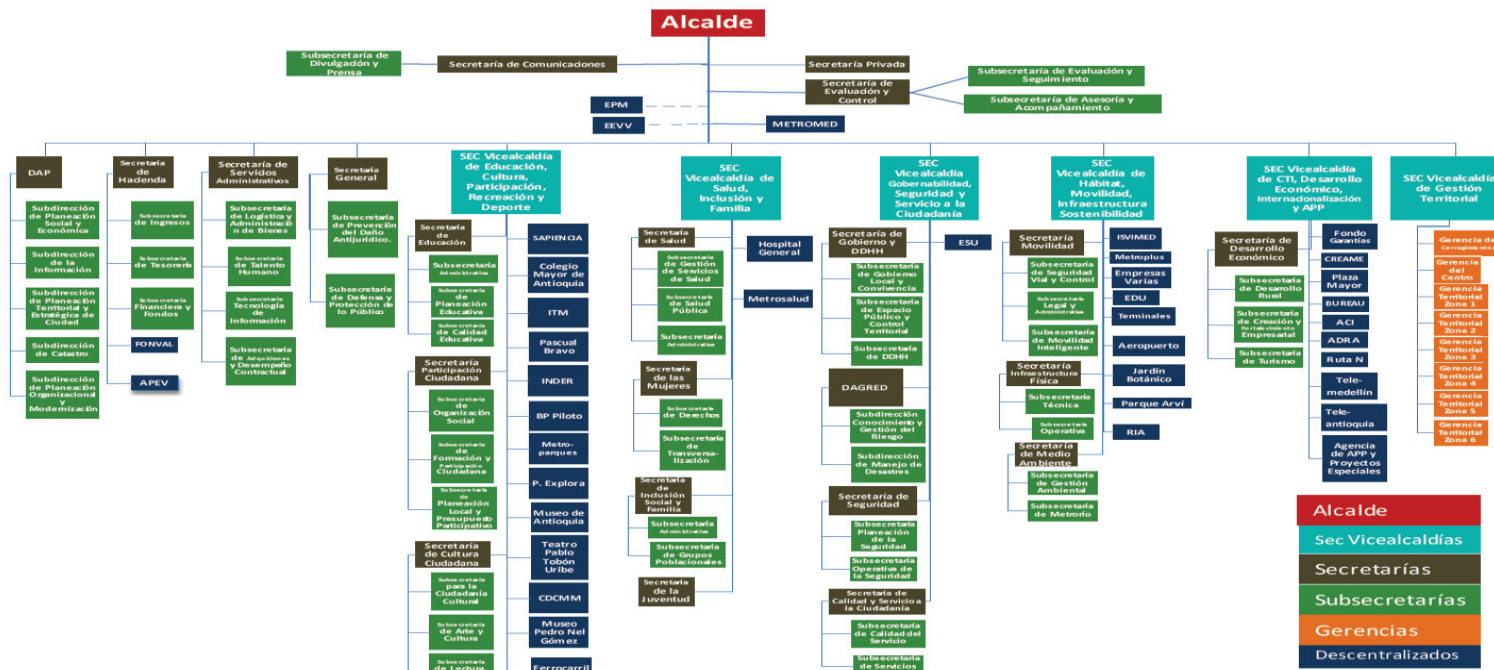 Alcalde
Subsecretaría de
Divulgación y
Prensa
Secretaría de Comunicaciones
Secretaría Privada
Secretaría de
Evaluación y
Control
Subsecretaría de Evaluación y
Seguimiento
Subsecretaría de Asesoría y
Acompañamiento
EPM
EEVV
METROMED
DAP
Subdirección
de Planeación
Social y
Económica
Subdirección
de la
Información
Subdirección
de Planeación
Territorial y
Estratégica de
Ciudad
Subdirección
de Catastro
Subdirección
de Planeación
Organizacional
y
Modernización
Secretaría
de
Hacienda
Subsecretaría
de Ingresos
Subsecretaría
de Tesorería
Subsecretaría
Financiera y
Fondos
FONVAL
APEV
Secretaría de
Servicios
Administrativos
Subsecretaría
de Logística y
Administració
n de Bienes
Subsecretaría
de Talento
Humano
Subsecretaría
Tecnología de
Información
Subsecretaría
de Adquisiciones
y Desempeño
Contractual
Secretaría
General
Subsecretaría
de Prevención
del Daño
Antijurídico.
Subsecretaría
de Defensa y
Protección de
lo Público
SEC Vicealcaldía
de Educación,
Cultura,
Participación,
Recreación y
Deporte
Secretaría
de
Educación
Subsecretaría
Administrativa
Subsecretaría
de
Planeación
Educativa
Subsecretaría
de Calidad
Educativa
Secretaría
Participación
Ciudadana
Subsecretaría
de
Organización
Social
Subsecretaría
de
Formación y
Participación
Ciudadana
Subsecretaría de
Planeación
Local y
Presupuesto
Participativo
Secretaría
de Cultura
Ciudadana
Subsecretaría
para la
Ciudadanía
Cultural
Subsecretaría
de Arte y
Cultura
Subsecretaría
de Lectura,
SAPIENCIA
Colegio
Mayor de
Antioquia
ITM
Pascual
Bravo
INDER
BP Piloto
Metro-
parques
P. Explora
Museo de
Antioquia
Teatro
Pablo
Tobón
Uribe
CDCMM
Museo
Pedro Nel
Gómez
Ferrocarril
SEC
Vicealcaldía de
Salud,
Inclusión y
Familia
Secretaría
de Salud
Subsecretaría
de Gestión
de Servicios
de Salud
Subsecretaría
de Salud
Pública
Subsecretaría
Administrativa
Secretaría
de las
Mujeres
Subsecretaría
de Derechos
Subsecretaría
de
Transversa-
lización
Secretaría
de
Inclusión
Social y
Familia
Subsecretaría
Administrativa
Subsecretaría
de Grupos
Poblacionales
Secretaría
de la
Juventud
Hospital
General
Metrosalud
SEC
Vicealcaldía
Gobernabilidad,
Seguridad y
Servicio a la
Ciudadanía
Secretaría de
Gobierno y
DDHH
Subsecretaría
de Gobierno
Local y
Convivencia
Subsecretaría
de Espacio
Público y
Control
Territorial
Subsecretaría
de DDHH
DAGRED
Subdirección
Conocimiento y
Gestión del
Riesgo
Subdirección
de Manejo de
Desastres
Secretaría de
Seguridad
Subsecretaría
Planeación
de la
Seguridad
Subsecretaría
Operativa de
la Seguridad
Secretaría de
Calidad y Servicio a
la Ciudadanía
Subsecretaría
de Calidad del
Servicio
Subsecretaría
de Servicios
ESU
SEC
Vicealcaldía de
Hábitat,
Movilidad,
Infraestructura
Sostenibilidad
Secretaría
Movilidad
Subsecretaría
de Seguridad
Vial y Control
Subsecretaría
Legal y
Administrativa
Subsecretaría
de Movilidad
Inteligente
Secretaría
Infraestructura
Física
Subsecretaría
Técnica
Subsecretaría
Operativa
Secretaría
de Medio
Ambiente
Subsecretaría
de Gestión
Ambiental
Subsecretaría
de Metrorío
ISVIMED
Metroplus
Empresas
Varias
EDU
Terminales
Aeropuerto
Jardín
Botánico
Parque Arví
RIA
SEC Vicealcaldía
de CTI, Desarrollo
Económico,
Internacionalización
y APP
Secretaría de
Desarrollo
Económico
Subsecretaría
de Desarrollo
Rural
Subsecretaría
de Creación y
Fortalecimiento
Empresarial
Subsecretaría
de Turismo
Fondo
Garantías
CREAME
Plaza
Mayor
BUREAU
ACI
ADRA
Ruta N
Tele-
medellín
Tele-
antioquia
Agencia
de APP y
Proyectos
Especiales
SEC Vicealcaldía
de Gestión
Territorial
Gerencia de
Corregimientos
Gerencia
del
Centro
Gerencia
Territorial
Zona 1
Gerencia
Territorial
Zona 2
Gerencia
Territorial
Zona 3
Gerencia
Territorial
Zona 4
Gerencia
Territorial
Zona 5
Gerencia
Territorial
Zona 6
Alcalde
Sec Vicealcaldías
Secretarías
Subsecretarías
Gerencias
Descentralizados